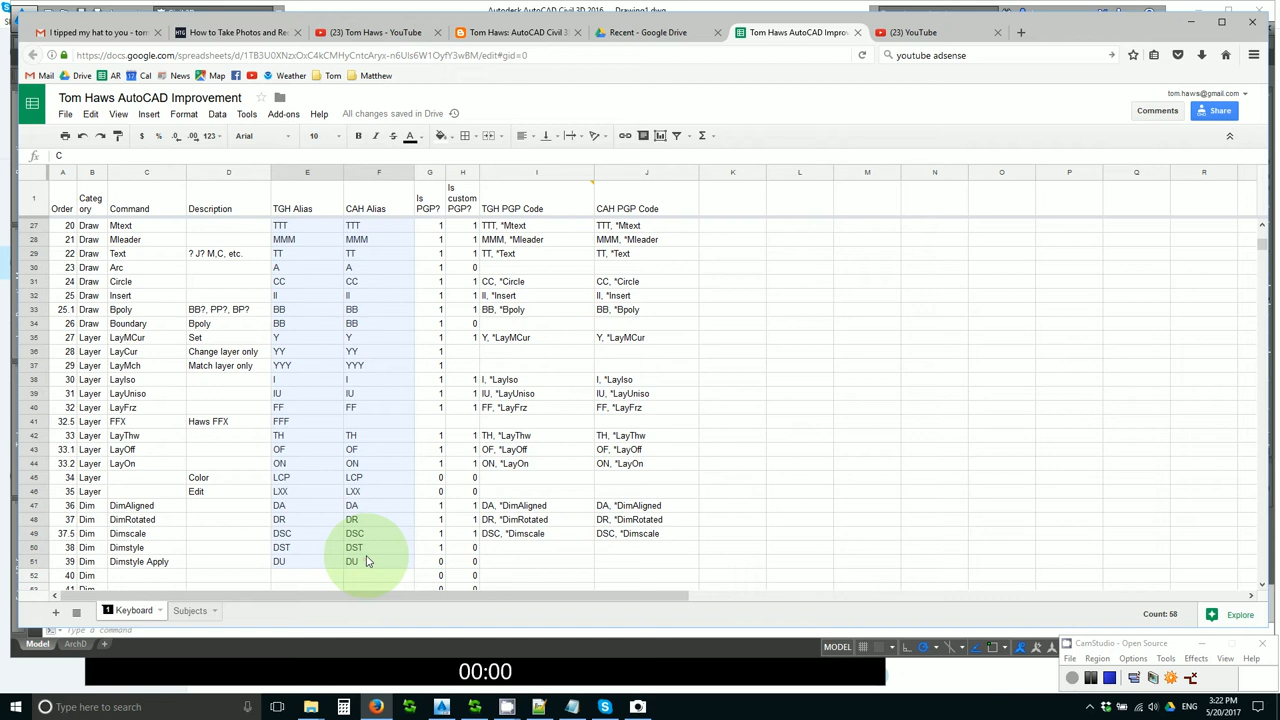 Autodesk AutoCAD Civil 3D 2016 Drawing1.dwg
I tipped my hat to you - tom
How to Take Photos and Rec
(23) Tom Haws - YouTube
Tom Haws: AutoCAD Civil 3
Recent - Google Drive
Tom Haws AutoCAD Improv
(23) YouTube
https://docs.google.com/spreadsheets/d/1TB3U0XNzxOxC4kCMHyCntcAryx-n6Uls6W1OyfY3wBM/edit#gid=0
youtube adsense
Mail Drive AR Cal News Map Weather Tom Matthew
Tom Haws AutoCAD Improvement
tom.haws@gmail.com
File Edit View Insert Format Data Tools Add-ons Help All changes saved in Drive
Comments Share
$ % .0 .00 123 Arial 10
fx C
A B C D E F G H I J K L M N O P Q R
1 Order Category Command Description TGH Alias CAH Alias Is PGP? Is custom PGP? TGH PGP Code CAH PGP Code
27 20 Draw Mtext TTT TTT 1 1 TTT, *Mtext TTT, *Mtext
28 21 Draw Mleader MMM MMM 1 1 MMM, *Mleader MMM, *Mleader
29 22 Draw Text ? J? M,C, etc. TT TT 1 1 TT, *Text TT, *Text
30 23 Draw Arc A A 1 0
31 24 Draw Circle CC CC 1 1 CC, *Circle CC, *Circle
32 25 Draw Insert II II 1 1 II, *Insert II, *Insert
33 25.1 Draw Bpoly BB?, PP?, BP? BB BB 1 1 BB, *Bpoly BB, *Bpoly
34 26 Draw Boundary Bpoly BB BB 1 0
35 27 Layer LayMCur Set Y Y 1 1 Y, *LayMCur Y, *LayMCur
36 28 Layer LayCur Change layer only YY YY 1
37 29 Layer LayMch Match layer only YYY YYY 1
38 30 Layer LayIso I I 1 1 I, *LayIso I, *LayIso
39 31 Layer LayUniso IU IU 1 1 IU, *LayUniso IU, *LayUniso
40 32 Layer LayFrz FF FF 1 1 FF, *LayFrz FF, *LayFrz
41 32.5 Layer FFX Haws FFX FFF
42 33 Layer LayThw TH TH 1 1 TH, *LayThw TH, *LayThw
43 33.1 Layer LayOff OF OF 1 1 OF, *LayOff OF, *LayOff
44 33.2 Layer LayOn ON ON 1 1 ON, *LayOn ON, *LayOn
45 34 Layer Color LCP LCP 0 0
46 35 Layer Edit LXX LXX 0 0
47 36 Dim DimAligned DA DA 1 1 DA, *DimAligned DA, *DimAligned
48 37 Dim DimRotated DR DR 1 1 DR, *DimRotated DR, *DimRotated
49 37.5 Dim Dimscale DSC DSC 1 1 DSC, *Dimscale DSC, *Dimscale
50 38 Dim Dimstyle DST DST 1 0
51 39 Dim Dimstyle Apply DU DU 0 0
52 40 Dim 0 0
53 41 Dim 0 0
1 Keyboard Subjects Count: 58 Explore
Type a command
Model ArchD MODEL
CamStudio - Open Source
File Region Options Tools Effects View Help
00:00
Type here to search
3:22 PM
5/20/2017